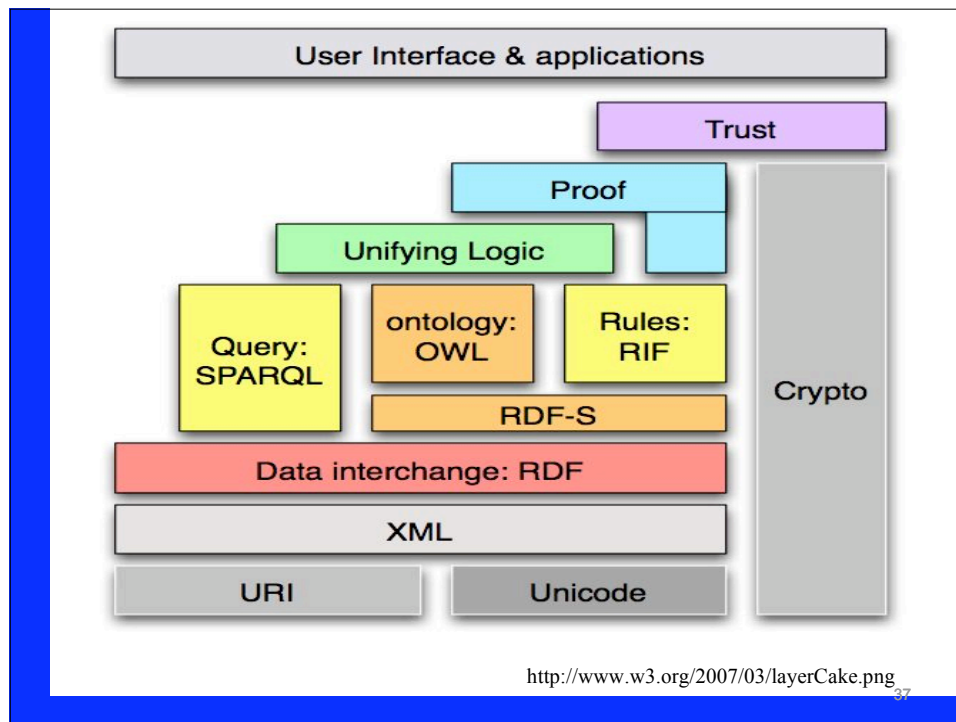 User Interface & applications
Trust
Proof
Unifying Logic
Query:
SPARQL
ontology:
OWL
Rules:
RIF
Crypto
RDF-S
Data interchange: RDF
XML
URI
Unicode
http://www.w3.org/2007/03/layerCake.png
37